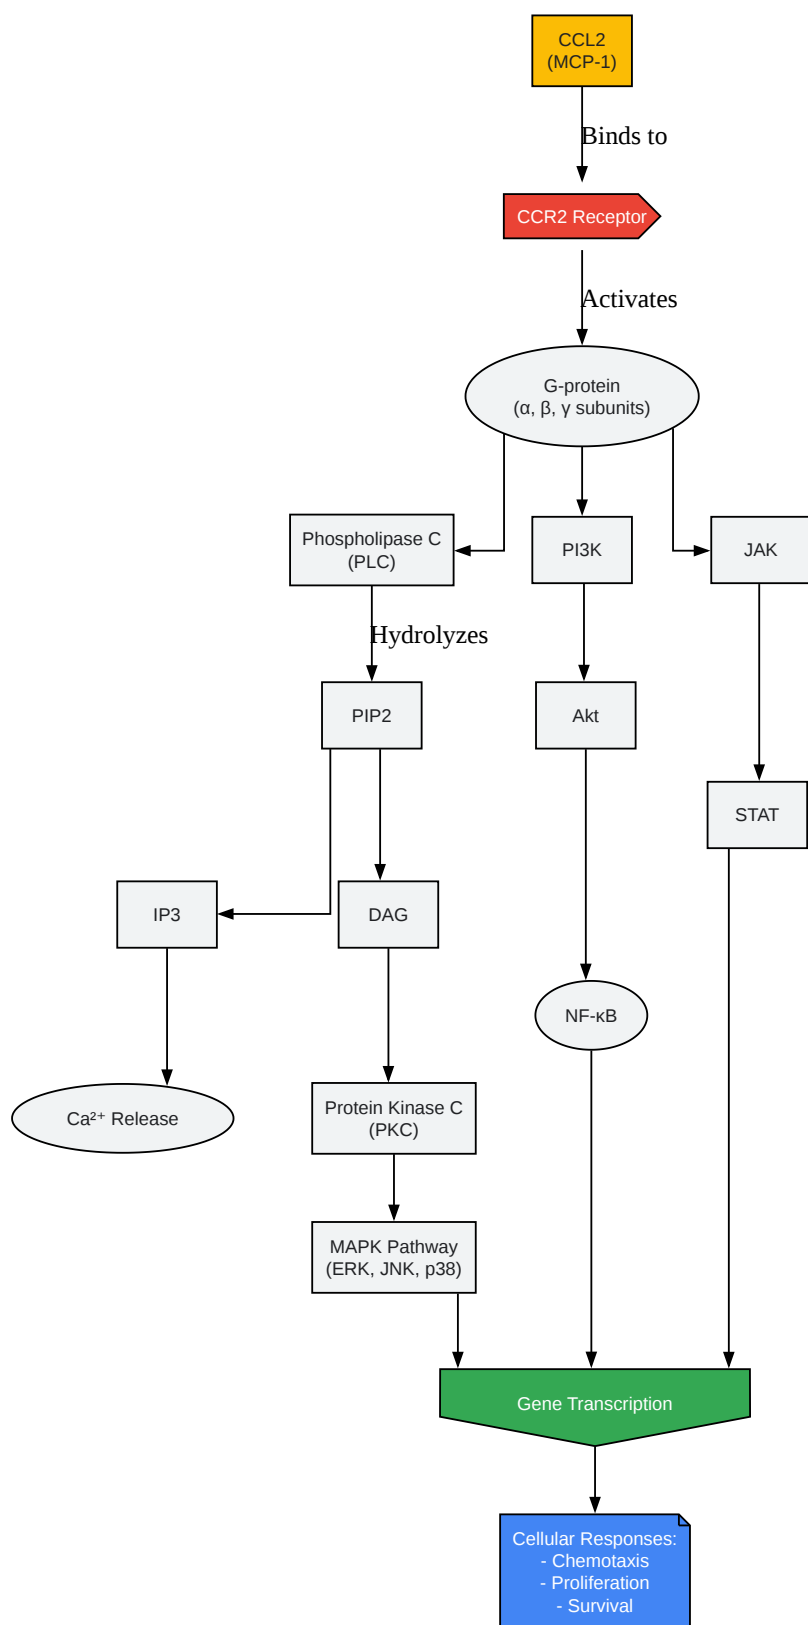 CCL2
(MCP-1)
Binds to
CCR2 Receptor
Activates
G-protein
(α, β, γ subunits)
Phospholipase C
(PLC)
PI3K
JAK
Hydrolyzes
PIP2
Akt
STAT
IP3
DAG
NF-κB
Ca²⁺ Release
Protein Kinase C
(PKC)
MAPK Pathway
(ERK, JNK, p38)
Gene Transcription
Cellular Responses:
- Chemotaxis
- Proliferation
- Survival